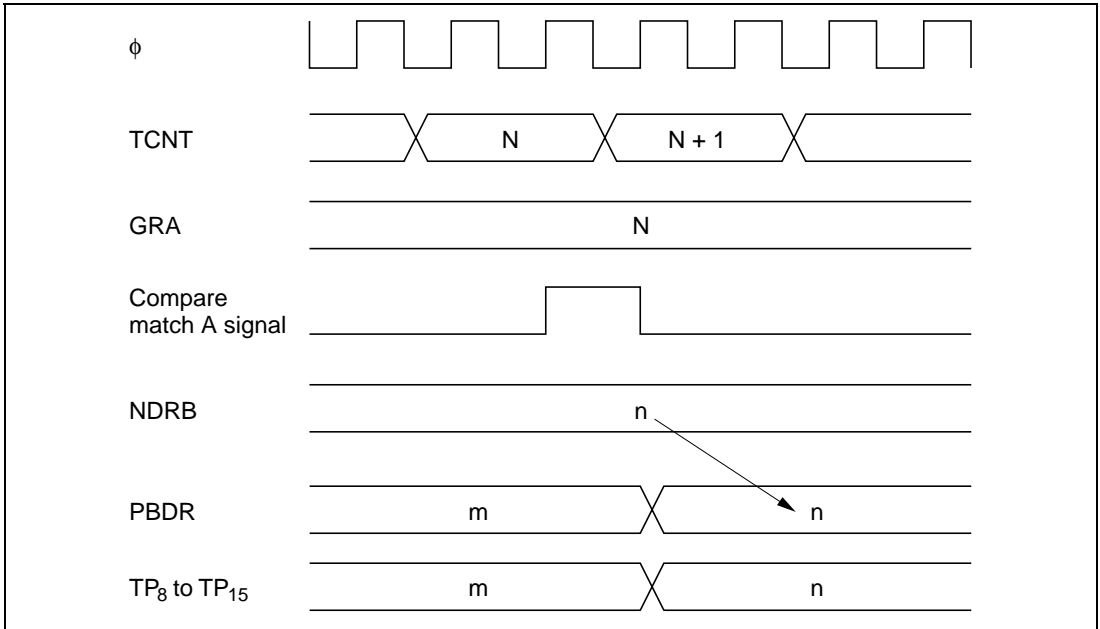 ϕ
TCNT N N + 1
GRA N
Compare
match A signal
NDRB n
PBDR m n
TP8 to TP15 m n